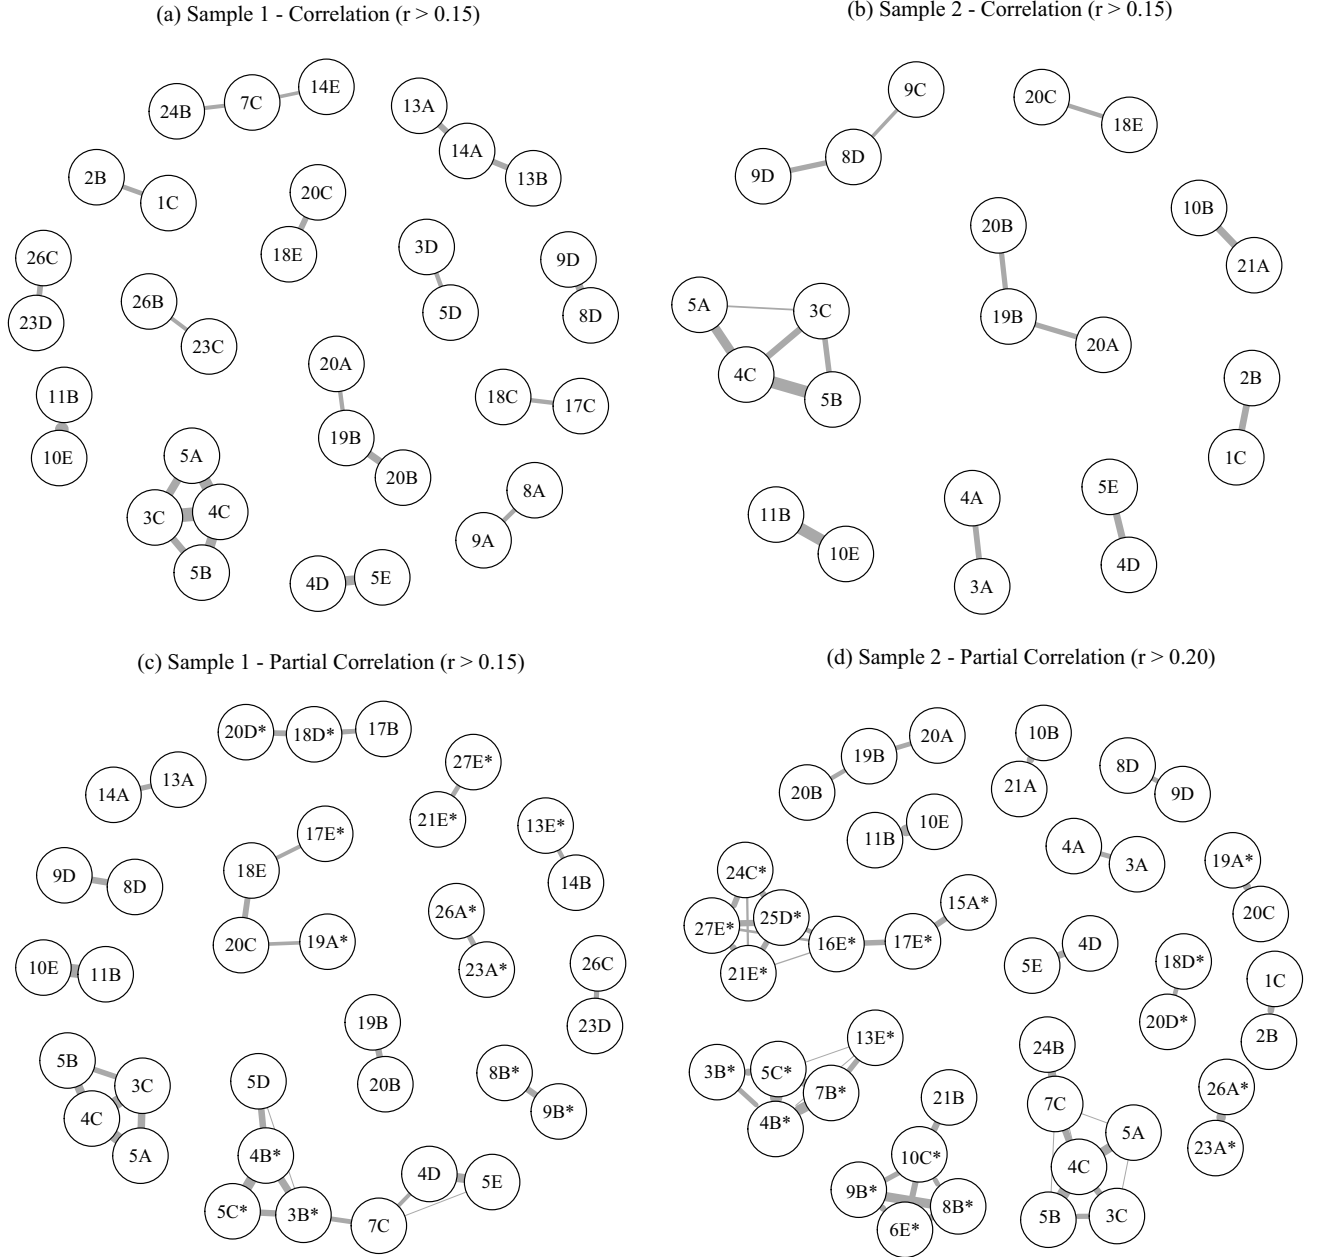 (a) Sample 1 - Correlation (r > 0.15)
24B
7C
14E
13A
14A
13B
2B
1C
20C
18E
3D
5D
9D
8D
26C
23D
26B
23C
20A
19B
20B
18C
17C
11B
10E
5A
3C
4C
5B
8A
9A
4D
5E
(b) Sample 2 - Correlation (r > 0.15)
9C
8D
9D
20C
18E
10B
21A
20B
19B
20A
5A
3C
4C
5B
2B
1C
11B
10E
4A
3A
5E
4D
(c) Sample 1 - Partial Correlation (r > 0.15)
20D*
18D*
17B
14A
13A
27E*
21E*
17E*
18E
20C
19A*
13E*
14B
9D
8D
26A*
23A*
10E
11B
26C
23D
19B
20B
5B
3C
4C
5A
8B*
9B*
5D
4B*
5C*
3B*
7C
4D
5E
(d) Sample 2 - Partial Correlation (r > 0.20)
20A
19B
20B
10B
21A
8D
9D
11B
10E
4A
3A
19A*
20C
24C*
27E*
25D*
21E*
16E*
17E*
15A*
5E
4D
18D*
20D*
1C
2B
13E*
3B*
5C*
7B*
4B*
24B
7C
5A
4C
5B
3C
26A*
23A*
21B
10C*
9B*
8B*
6E*